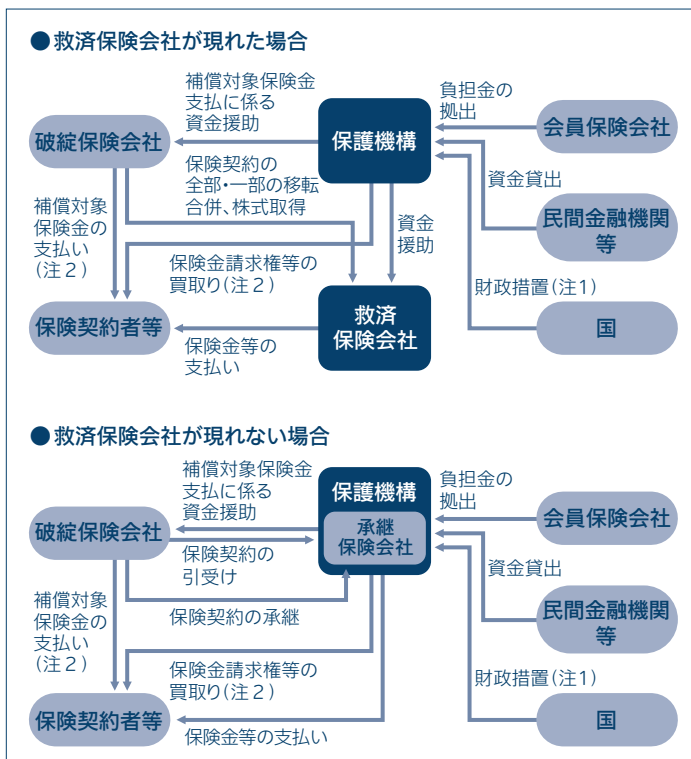 ●救済保険会社が現れた場合
補償対象保険金
支払に係る
資金援助
負担金の
拠出
破綻保険会社
保護機構
会員保険会社
保険契約の
全部・一部の移転
合併、株式取得
資金貸出
補償対象
保険金の
支払い
(注２)
資金
援助
民間金融機関
等
保険金請求権等の
買取り(注２)
財政措置(注1)
保険契約者等
救済
保険会社
国
保険金等の
支払い
●救済保険会社が現れない場合
補償対象保険金
支払に係る
資金援助
負担金の
拠出
破綻保険会社
保護機構
承継
保険会社
会員保険会社
保険契約の
引受け
資金貸出
補償対象
保険金の
支払い
(注２)
保険契約の承継
民間金融機関
等
保険金請求権等の
買取り(注２)
財政措置(注1)
保険契約者等
国
保険金等の支払い